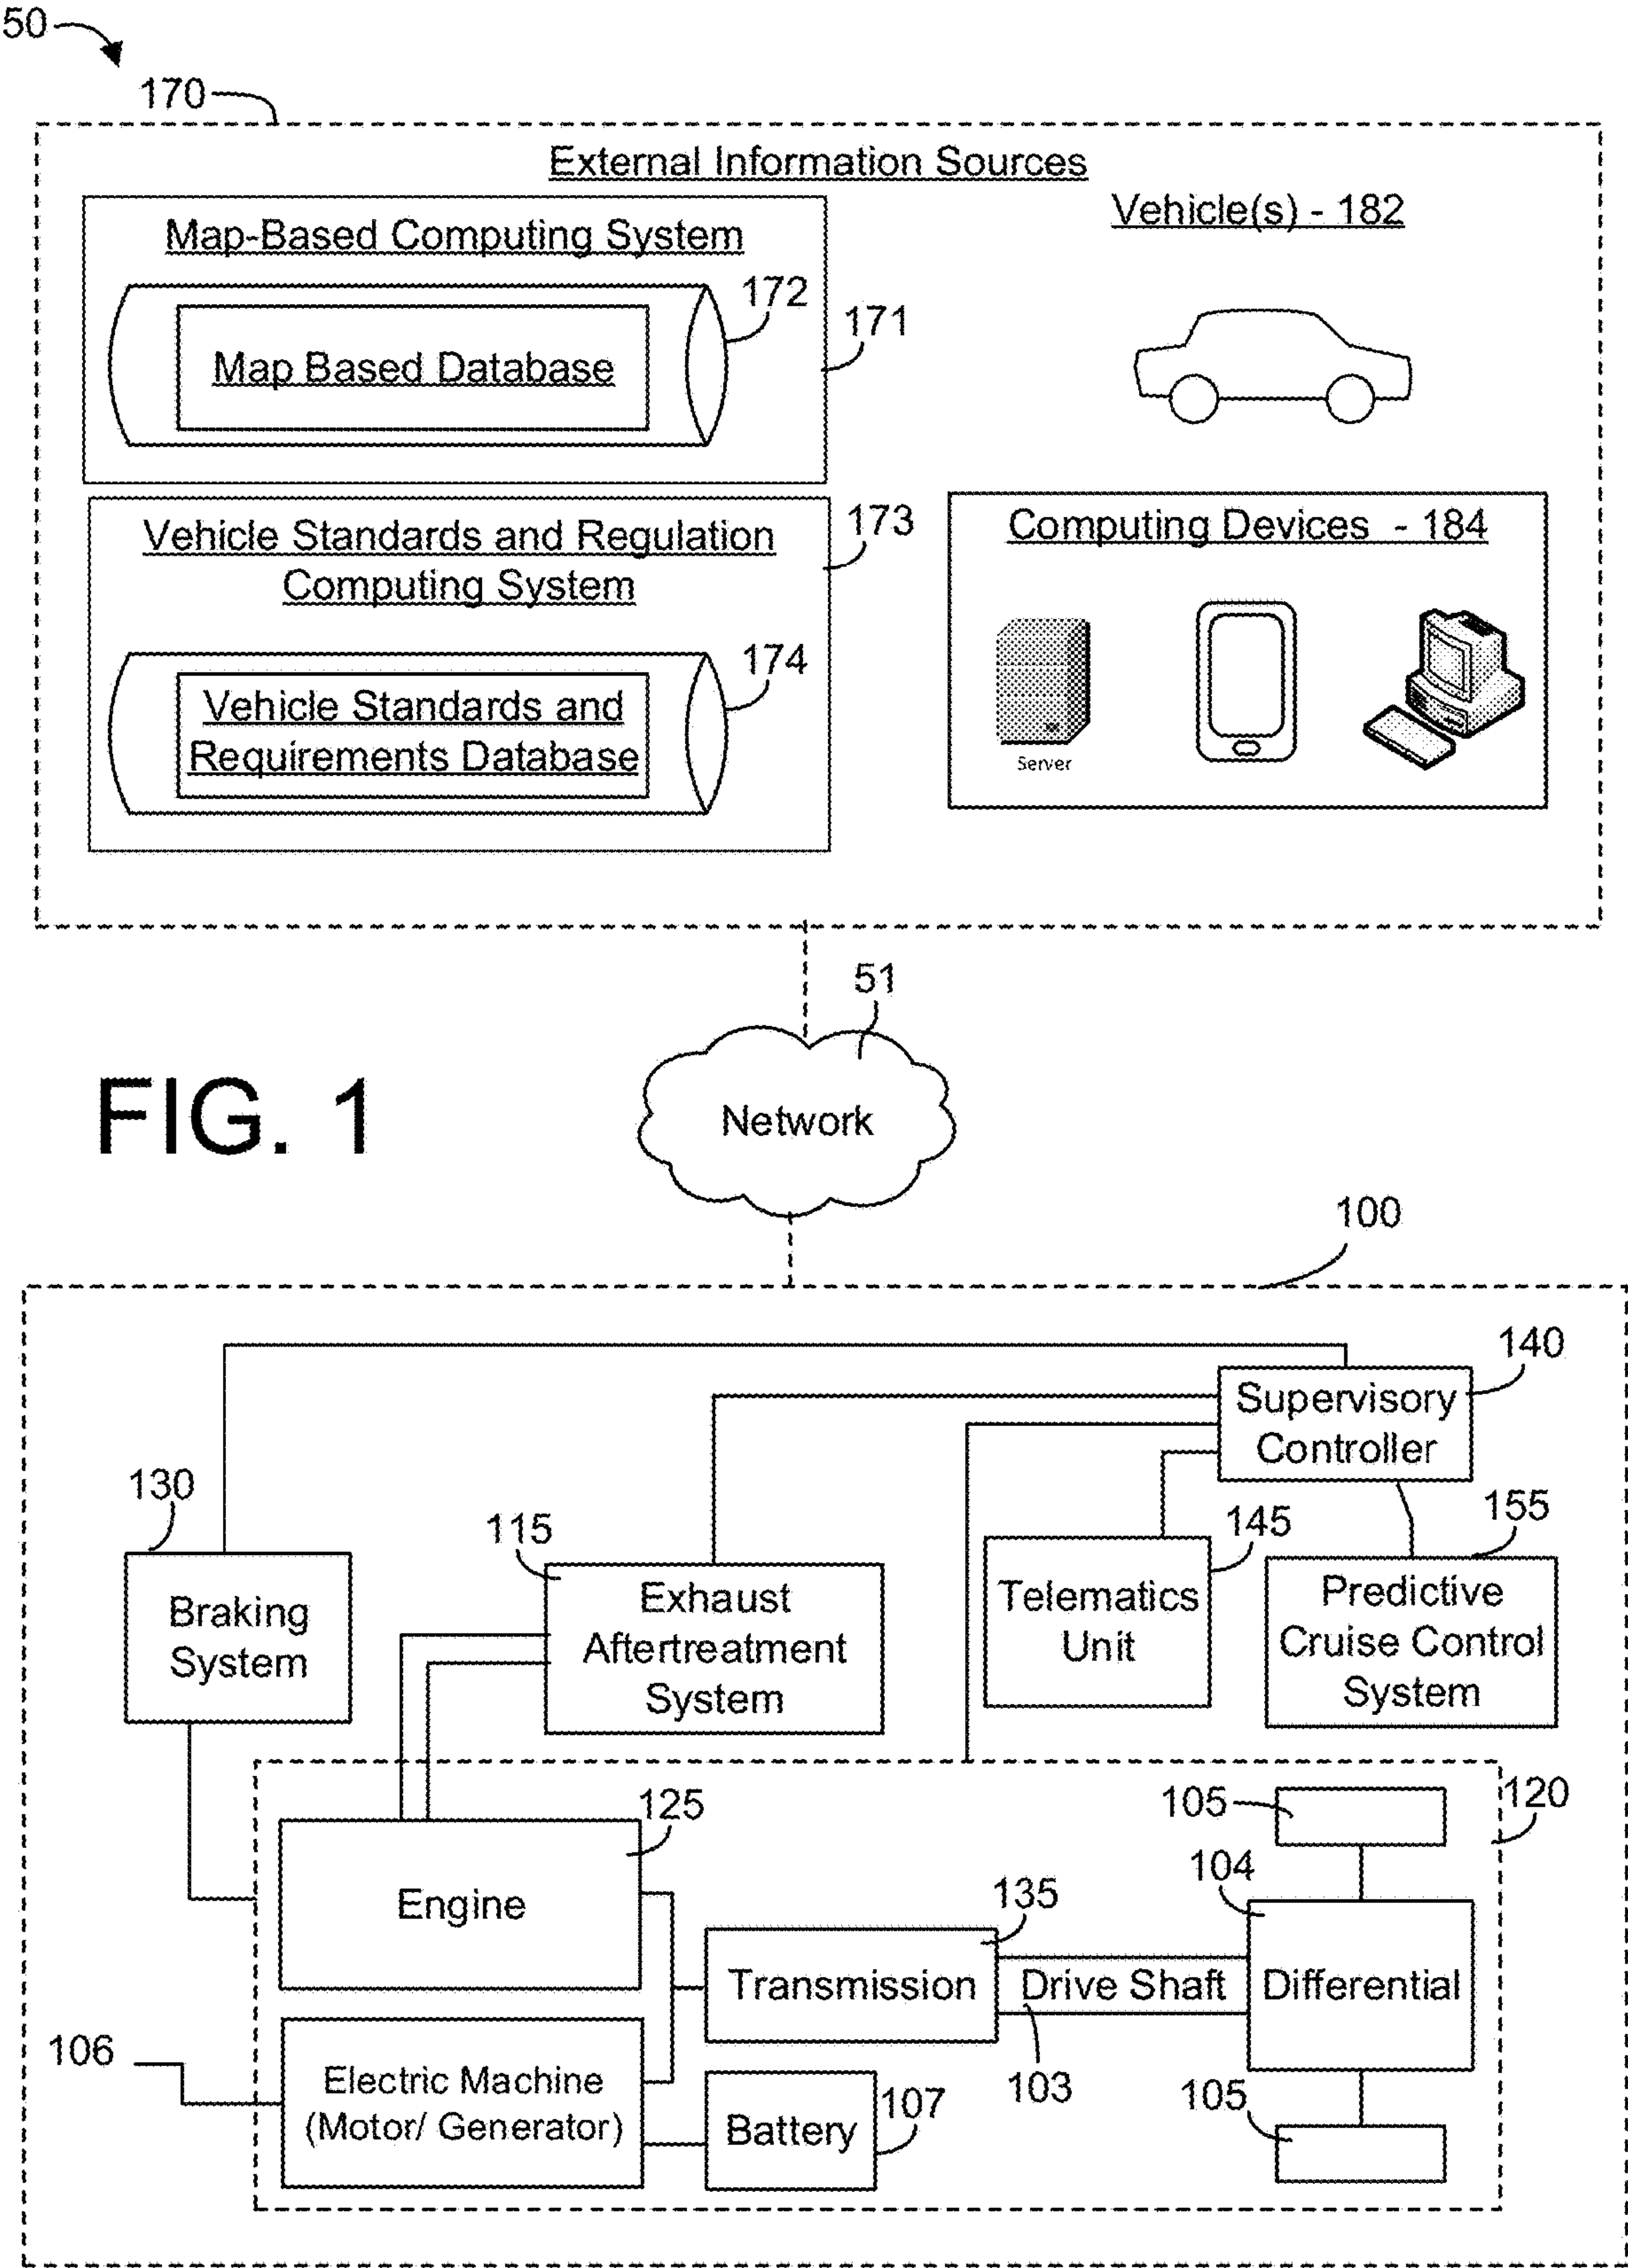 50
170
External Information Sources
Map-Based Computing System
Vehicle(s) - 182
172
171
Map Based Database
Vehicle Standards and Regulation
Computing System
173
Computing Devices - 184
174
Vehicle Standards and
Requirements Database
Server
51
Network
FIG. 1
100
140
Supervisory
Controller
130
Braking
System
115
Exhaust
Aftertreatment
System
145
Telematics
Unit
155
Predictive
Cruise Control
System
120
125
Engine
105
104
135
Transmission
Drive Shaft
Differential
103
106
Electric Machine
(Motor/ Generator)
Battery
107
105